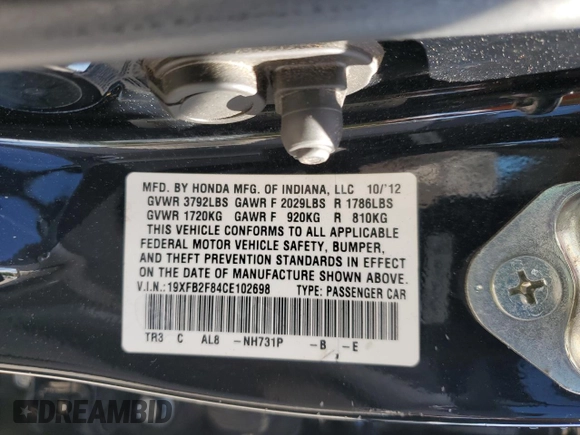 MFD. BY HONDA MFG. OF INDIANA, LLC 10/'12
GVWR 3792LBS GAWR F 2029LBS R 1786LBS
GVWR 1720KG GAWR F 920KG R 810KG
THIS VEHICLE CONFORMS TO ALL APPLICABLE
FEDERAL MOTOR VEHICLE SAFETY, BUMPER,
AND THEFT PREVENTION STANDARDS IN EFFECT
ON THE DATE OF MANUFACTURE SHOWN ABOVE.
V.I.N.:19XFB2F84CE102698 TYPE: PASSENGER CAR
TR3 C AL8 -NH731P -B -E
DREAMBID